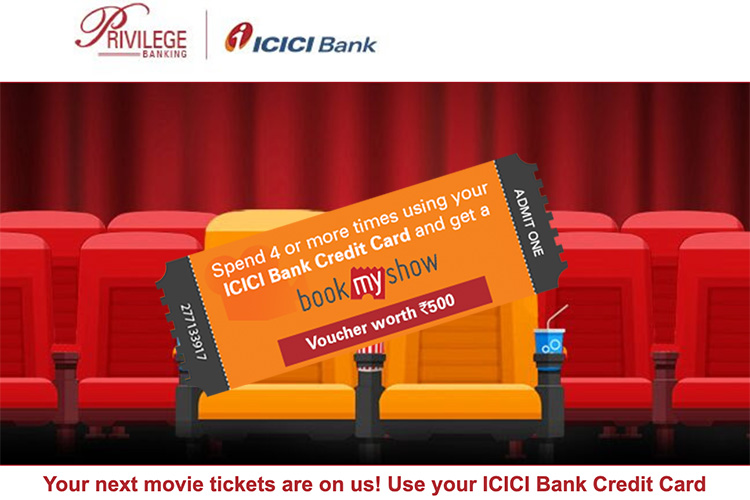 PRIVILEGE
BANKING
i ICICI Bank
Spend 4 or more times using your
ICICI Bank Credit Card and get a
book my show
Voucher worth ₹500
ADMIT ONE
277133917
Your next movie tickets are on us! Use your ICICI Bank Credit Card